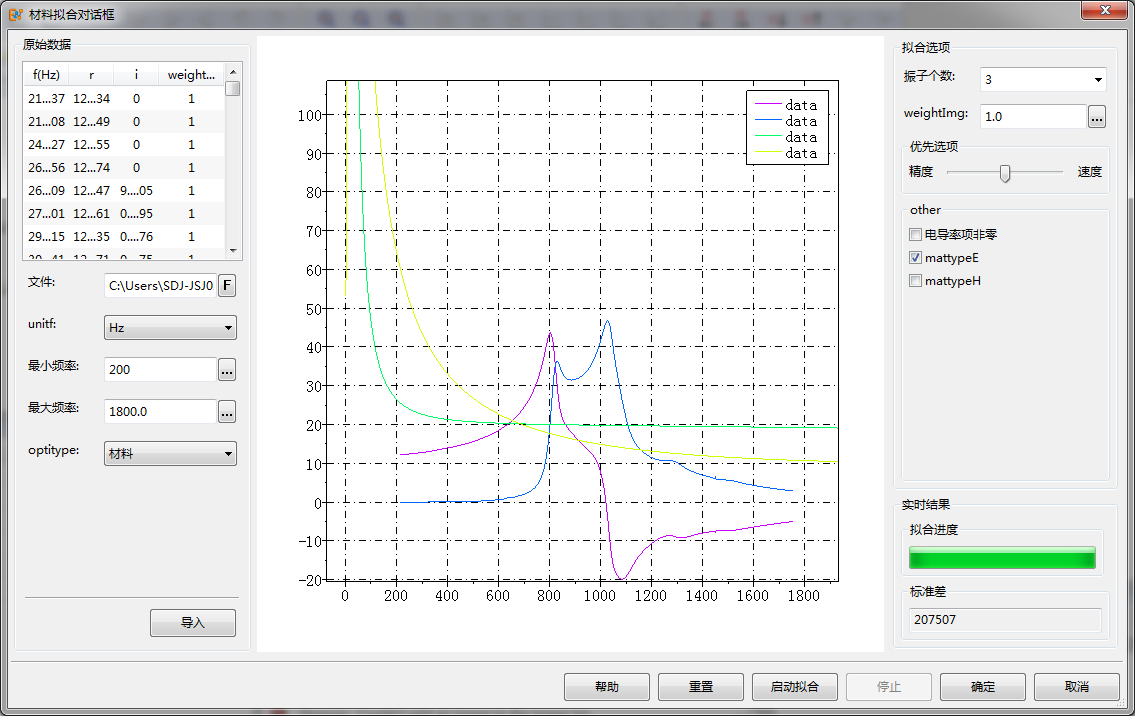 材料拟合对话框
原始数据
f(Hz) r i weight...
21...37 12...34 0 1
21...08 12...49 0 1
24...27 12...55 0 1
26...56 12...74 0 1
26...09 12...47 9....05 1
27...01 12...61 0....95 1
29...15 12...35 0....76 1
30...41 12...71 0....75 1
文件: C:\Users\SDJ-JSJ0 F
unitf: Hz
最小频率: 200 ...
最大频率: 1800.0 ...
optitype: 材料
导入
data
data
data
data
100
90
80
70
60
50
40
30
20
10
0
-10
-20
0 200 400 600 800 1000 1200 1400 1600 1800
拟合选项
振子个数: 3
weightImg: 1.0 ...
优先选项
精度 速度
other
电导率项非零
mattypeE
mattypeH
实时结果
拟合进度
标准差
207507
帮助 重置 启动拟合 停止 确定 取消